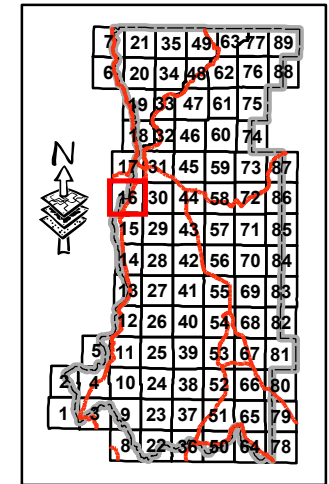 7 21 35 49 63 77 89
6 20 34 48 62 76 88
19 33 47 61 75
18 32 46 60 74
N
17 31 45 59 73 87
16 30 44 58 72 86
15 29 43 57 71 85
14 28 42 56 70 84
13 27 41 55 69 83
12 26 40 54 68 82
5 11 25 39 53 67 81
2 4 10 24 38 52 66 80
1 3 9 23 37 51 65 79
8 22 36 50 64 78